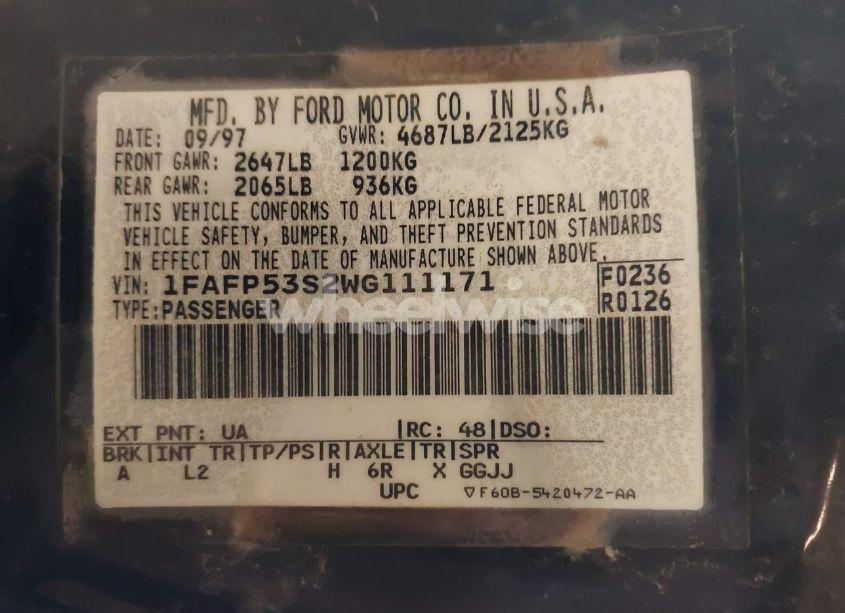 MFD. BY FORD MOTOR CO. IN U.S.A.
DATE: 09/97 GVWR: 4687LB/2125KG
FRONT GAWR: 2647LB 1200KG
REAR GAWR: 2065LB 936KG
THIS VEHICLE CONFORMS TO ALL APPLICABLE FEDERAL MOTOR
VEHICLE SAFETY, BUMPER, AND THEFT PREVENTION STANDARDS
IN EFFECT ON THE DATE OF MANUFACTURE SHOWN ABOVE.
VIN: 1FAFP53S2WG111171 F0236
TYPE: PASSENGER R0126
wheelwise
EXT PNT: UA |RC: 48|DSO:
BRK|INT TR|TP/PS|R|AXLE|TR|SPR
A L2 H 6R X GGJJ
UPC ▽F60B-5420472-AA